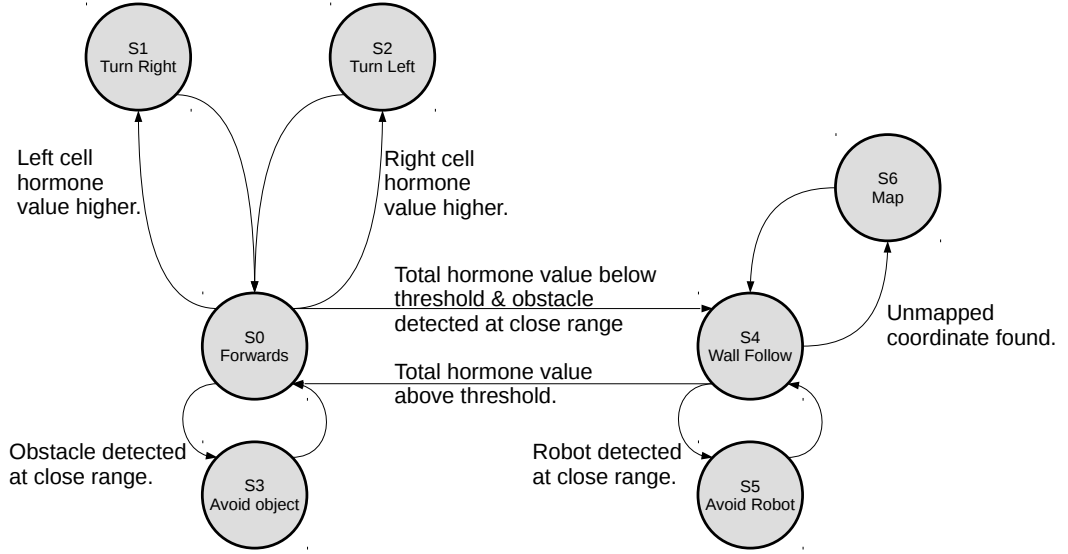 S1
Turn Right
S2
Turn Left
Left cell
hormone
value higher.
Right cell
hormone
value higher.
S6
Map
Total hormone value below
threshold & obstacle
detected at close range
Unmapped
coordinate found.
S0
Forwards
S4
Wall Follow
Total hormone value
above threshold.
Obstacle detected
at close range.
S3
Avoid object
Robot detected
at close range.
S5
Avoid Robot